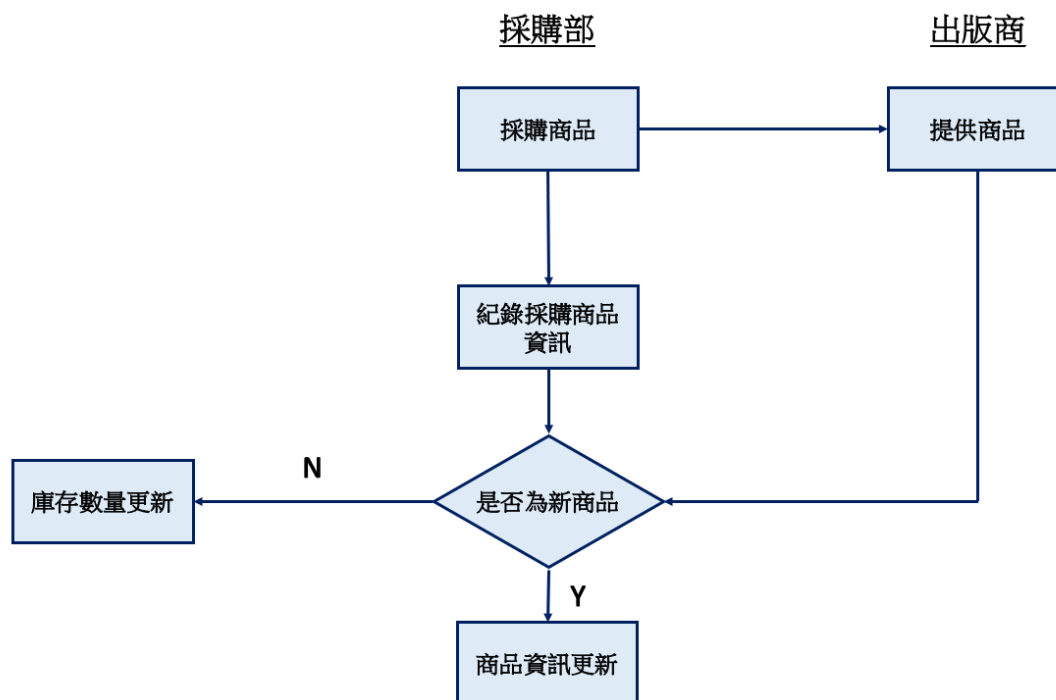 採購部
出版商
採購商品
提供商品
紀錄採購商品
資訊
N
庫存數量更新
是否為新商品
Y
商品資訊更新